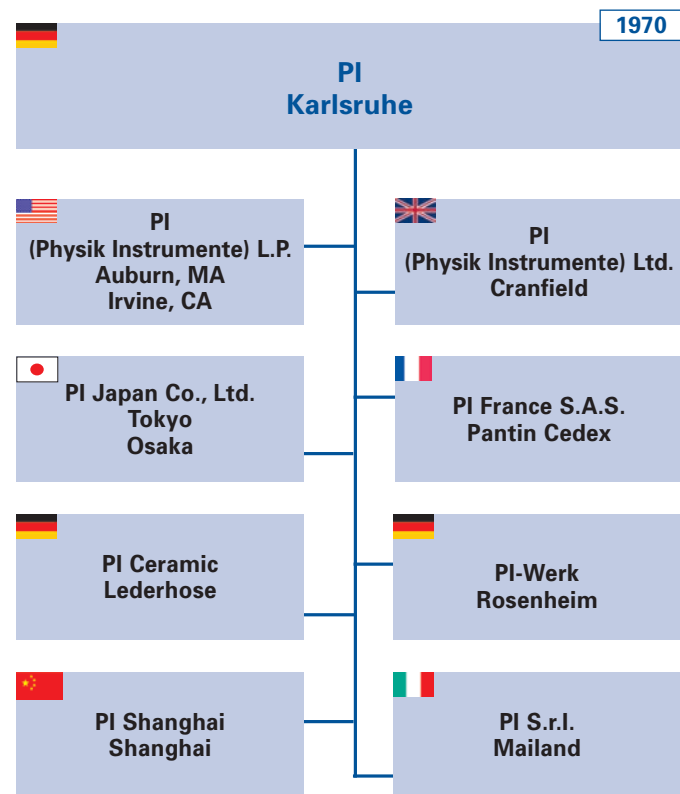 1970
PI
Karlsruhe
PI
(Physik Instrumente) L.P.
Auburn, MA
Irvine, CA
PI
(Physik Instrumente) Ltd.
Cranfield
PI Japan Co., Ltd.
Tokyo
Osaka
PI France S.A.S.
Pantin Cedex
PI Ceramic
Lederhose
PI-Werk
Rosenheim
PI Shanghai
Shanghai
PI S.r.l.
Mailand